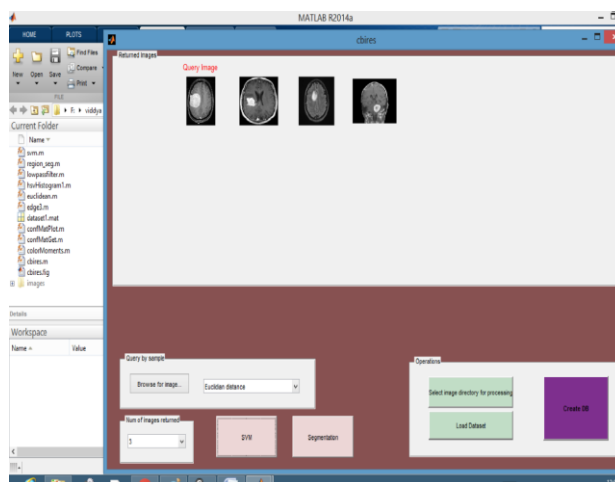 MATLAB R2014a
HOME
PLOTS
New
Open
Save
Find Files
Compare
Print
FILE
viddya
Current Folder
Name
svm.m
region_seg.m
lowpassfilter.m
hsvHistogram1.m
euclidean.m
edge3.m
dataset1.mat
confMatPlot.m
confMatGet.m
colorMoments.m
cbires.m
cbires.fig
images
Details
Workspace
Name
Value
cbires
Returned Images
Query Image
Query by sample
Browse for image...
Euclidian distance
Num of images returned
3
SVM
Segmentation
Operations
Select image directory for processing
Load Dataset
Create DB